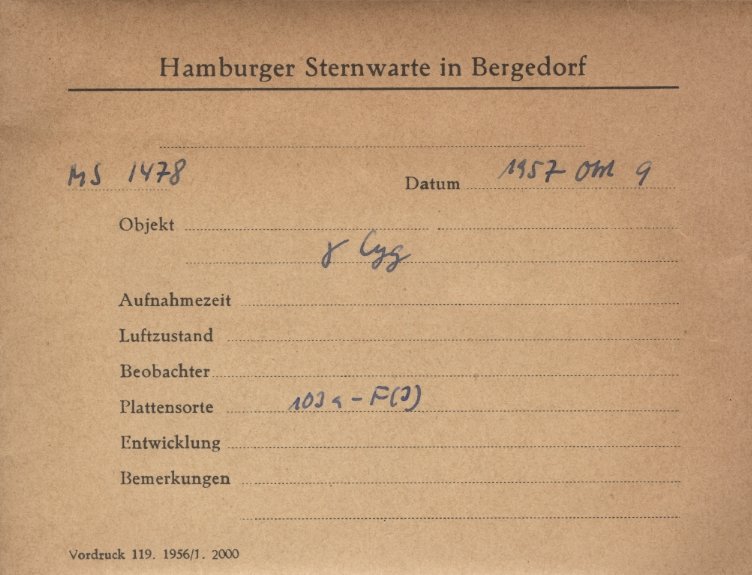 Hamburger Sternwarte in Bergedorf
MS 1478 Datum 1957 Okt 9
Objekt
γ Cyg
Aufnahmezeit
Luftzustand
Beobachter
Plattensorte 103a-F(3)
Entwicklung
Bemerkungen
Vordruck 119. 1956/1. 2000